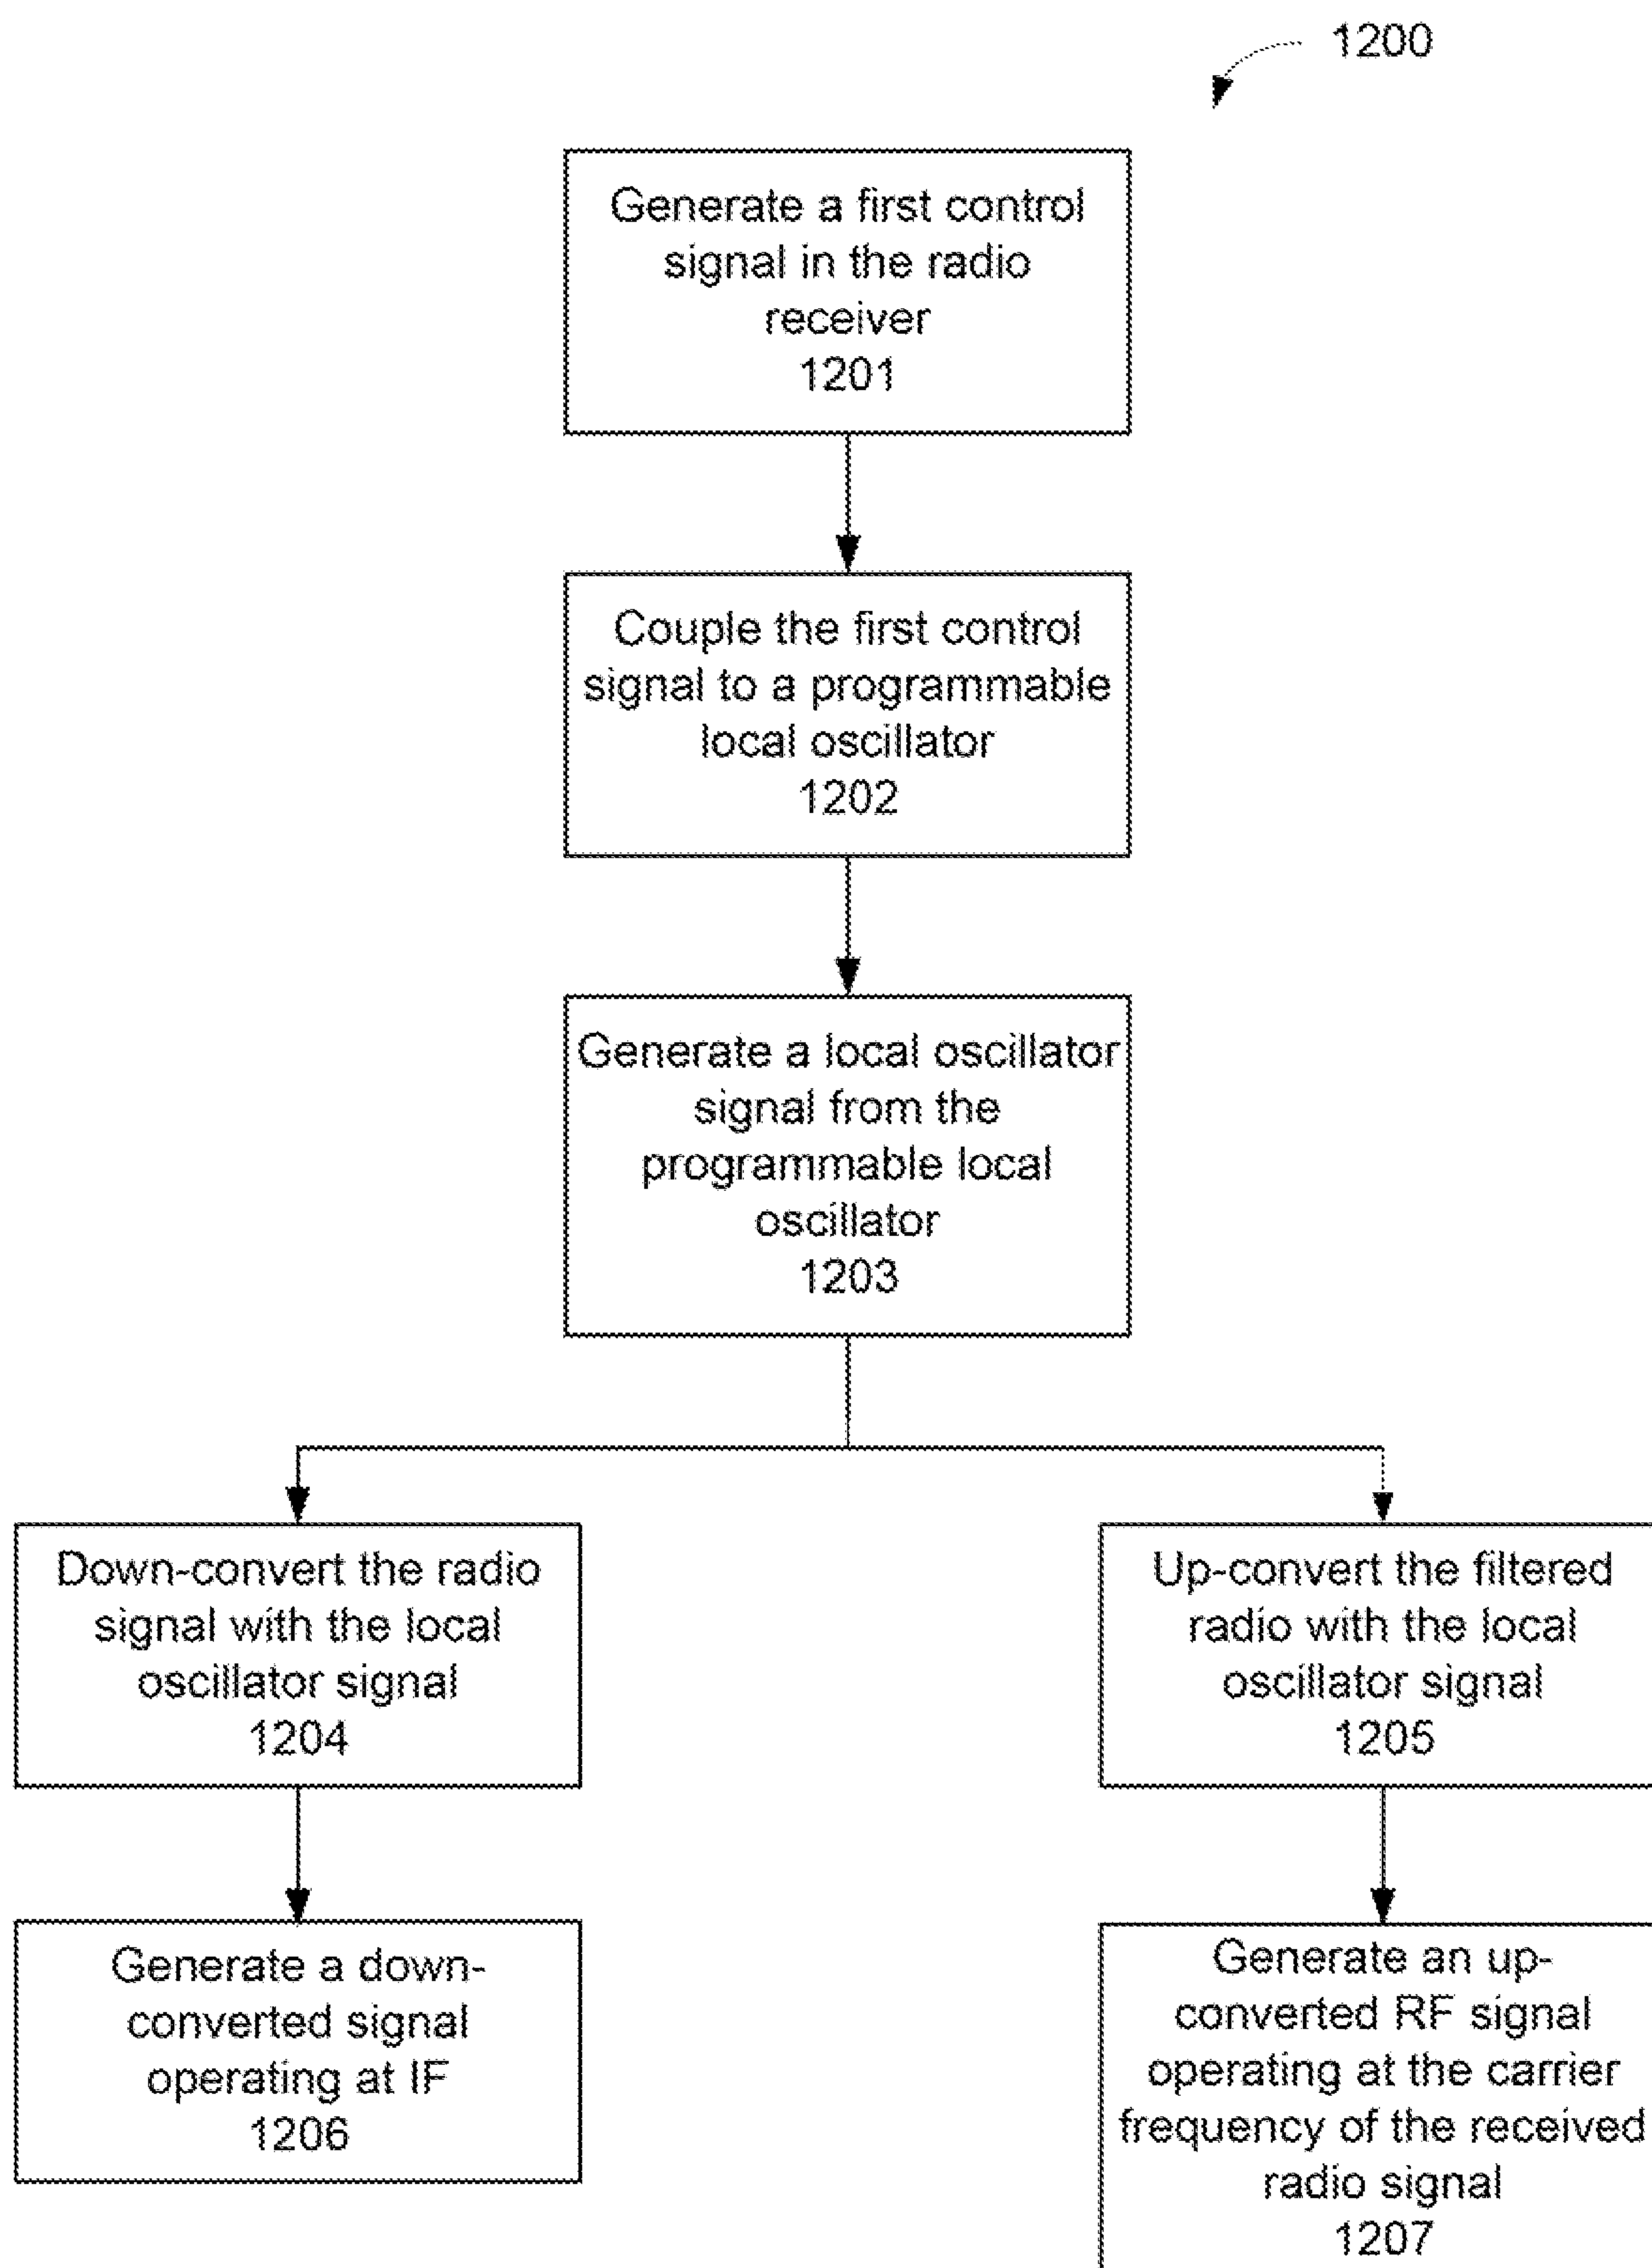 1200
Generate a first control
signal in the radio
receiver
1201
Couple the first control
signal to a programmable
local oscillator
1202
Generate a local oscillator
signal from the
programmable local
oscillator
1203
Down-convert the radio
signal with the local
oscillator signal
1204
Up-convert the filtered
radio with the local
oscillator signal
1205
Generate a down-
converted signal
operating at IF
1206
Generate an up-
converted RF signal
operating at the carrier
frequency of the received
radio signal
1207